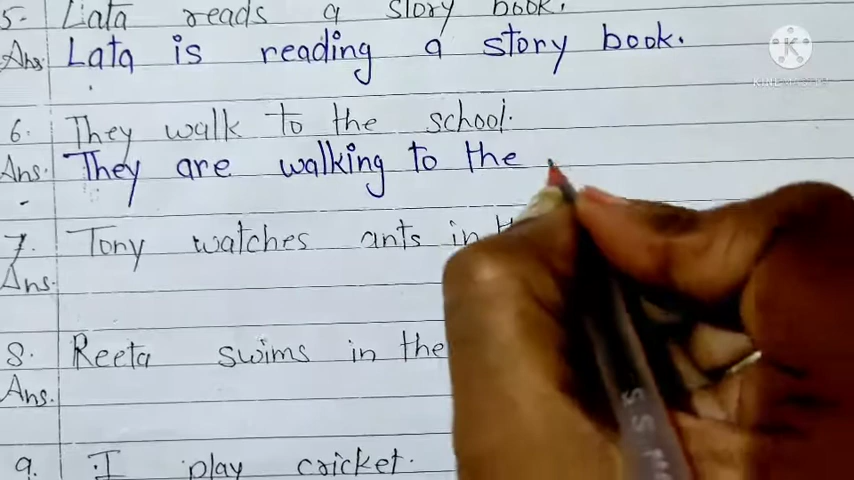 5. Lata reads a story book.
Ans. Lata is reading a story book.
6. They walk to the school.
Ans. They are walking to the
7. Tony watches ants in
Ans.
8. Reeta swims in the
Ans.
9. I play cricket.
KINEMASTER